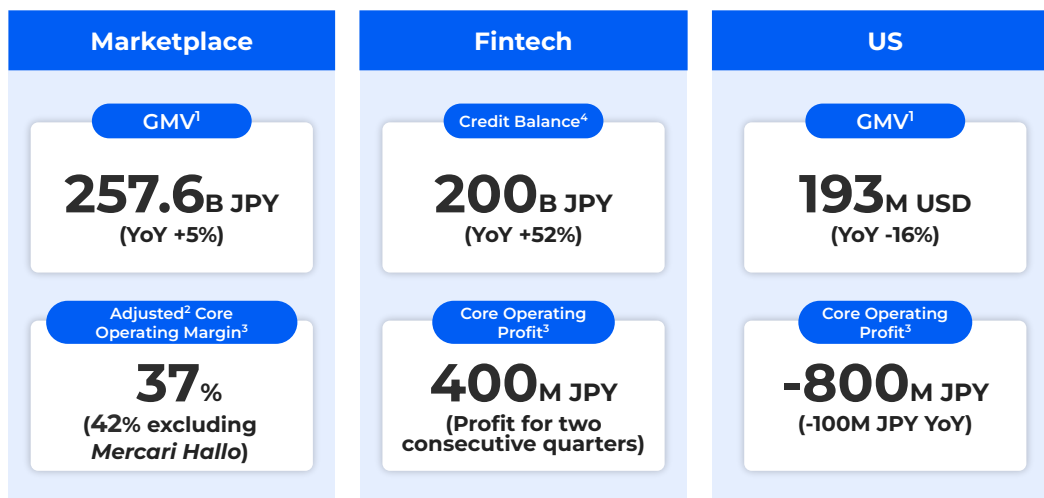 Marketplace
GMV¹
257.6B JPY
(YoY +5%)
Adjusted² Core
Operating Margin³
37%
(42% excluding
Mercari Hallo)
Fintech
Credit Balance⁴
200B JPY
(YoY +52%)
Core Operating
Profit³
400M JPY
(Profit for two
consecutive quarters)
US
GMV¹
193M USD
(YoY -16%)
Core Operating
Profit³
-800M JPY
(-100M JPY YoY)